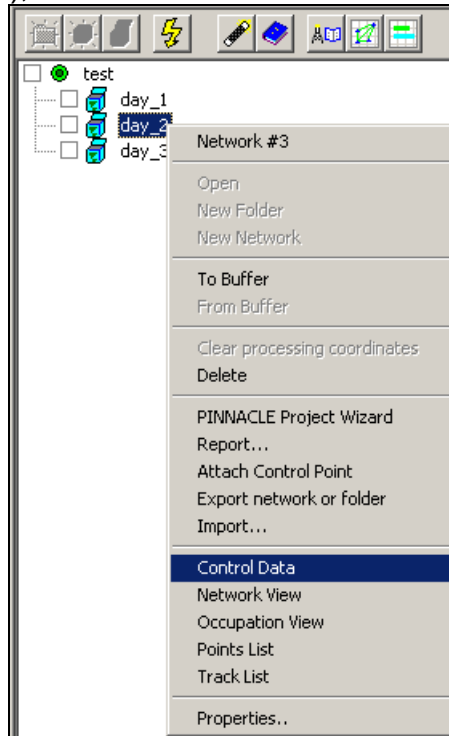 test
day_1
day_2
day_3
Network #3
Open
New Folder
New Network
To Buffer
From Buffer
Clear processing coordinates
Delete
PINNACLE Project Wizard
Report...
Attach Control Point
Export network or folder
Import...
Control Data
Network View
Occupation View
Points List
Track List
Properties..